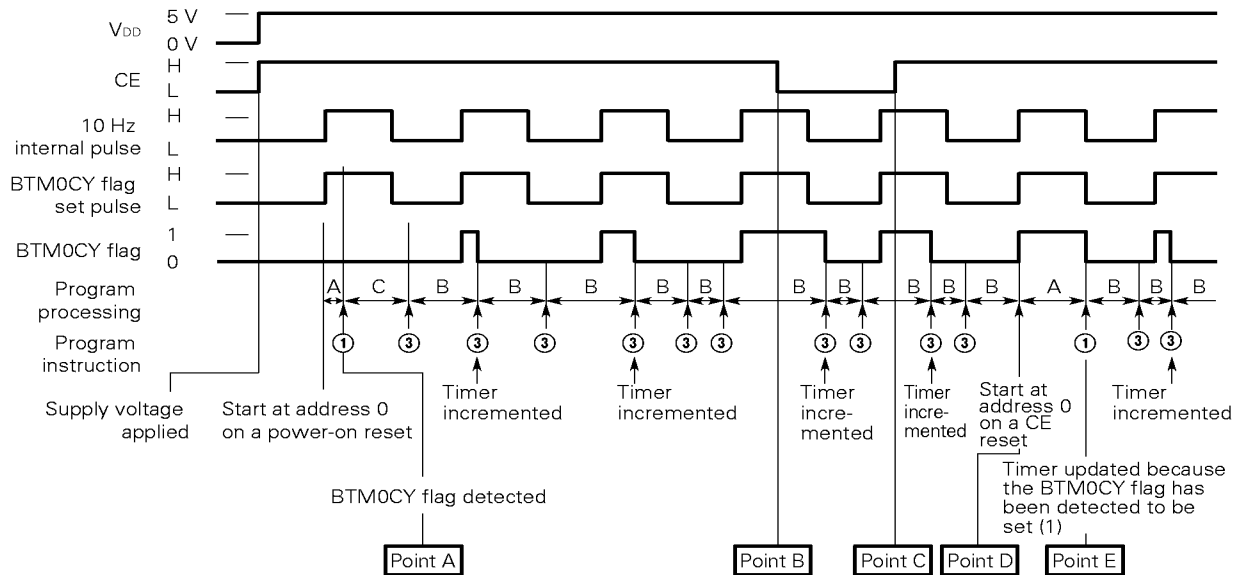 VDD
5 V
0 V
CE
H
L
10 Hz
internal pulse
H
L
BTM0CY flag
set pulse
H
L
BTM0CY flag
1
0
Program
processing
A C B B B B B B B B B A B B B
Program
instruction
① ③ ③ ③ ③ ③ ③ ③ ③ ③ ③ ① ③ ③
Supply voltage
applied
Start at address 0
on a power-on reset
Timer
incremented
Timer
incremented
Timer
incre-
mented
Timer
incre-
mented
Start at
address 0
on a CE
reset
Timer
incremented
BTM0CY flag detected
Timer updated because
the BTM0CY flag has
been detected to be
set (1)
Point A
Point B
Point C
Point D
Point E